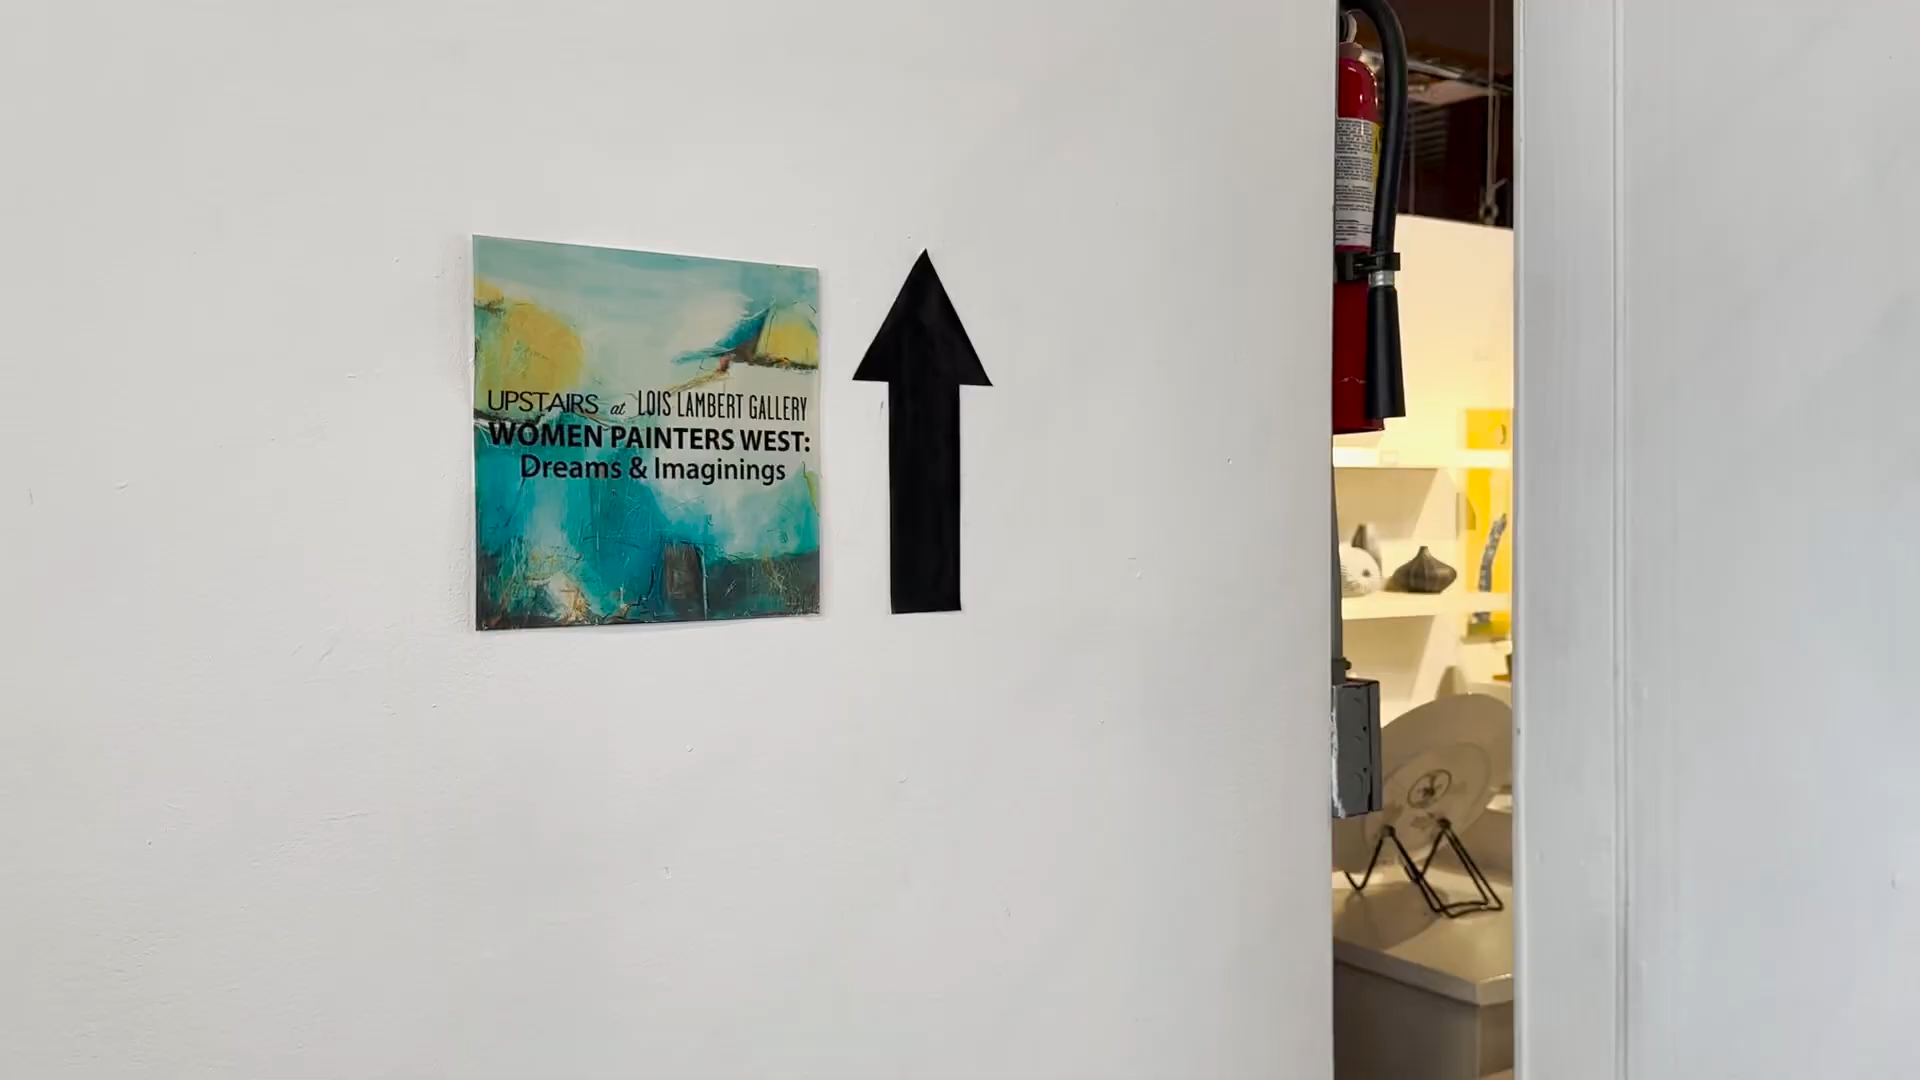 UPSTAIRS at LOIS LAMBERT GALLERY
WOMEN PAINTERS WEST:
Dreams & Imaginings